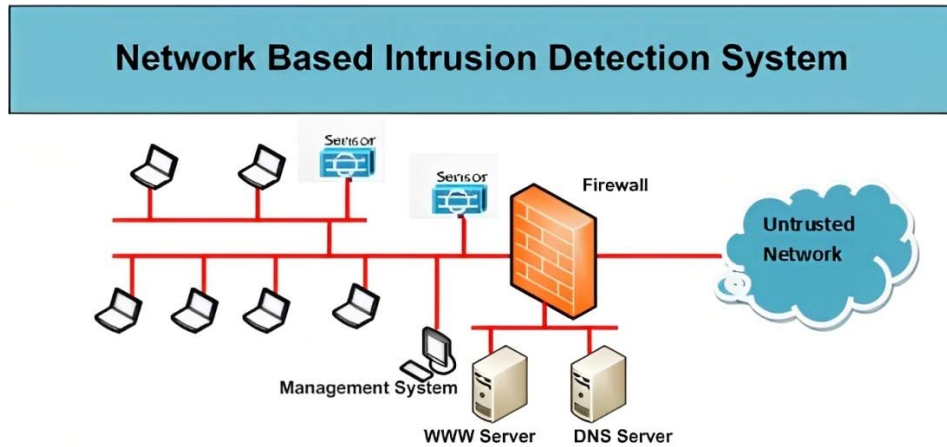 Network Based Intrusion Detection System
Sensor
Sensor
Firewall
Untrusted
Network
Management System
WWW Server
DNS Server